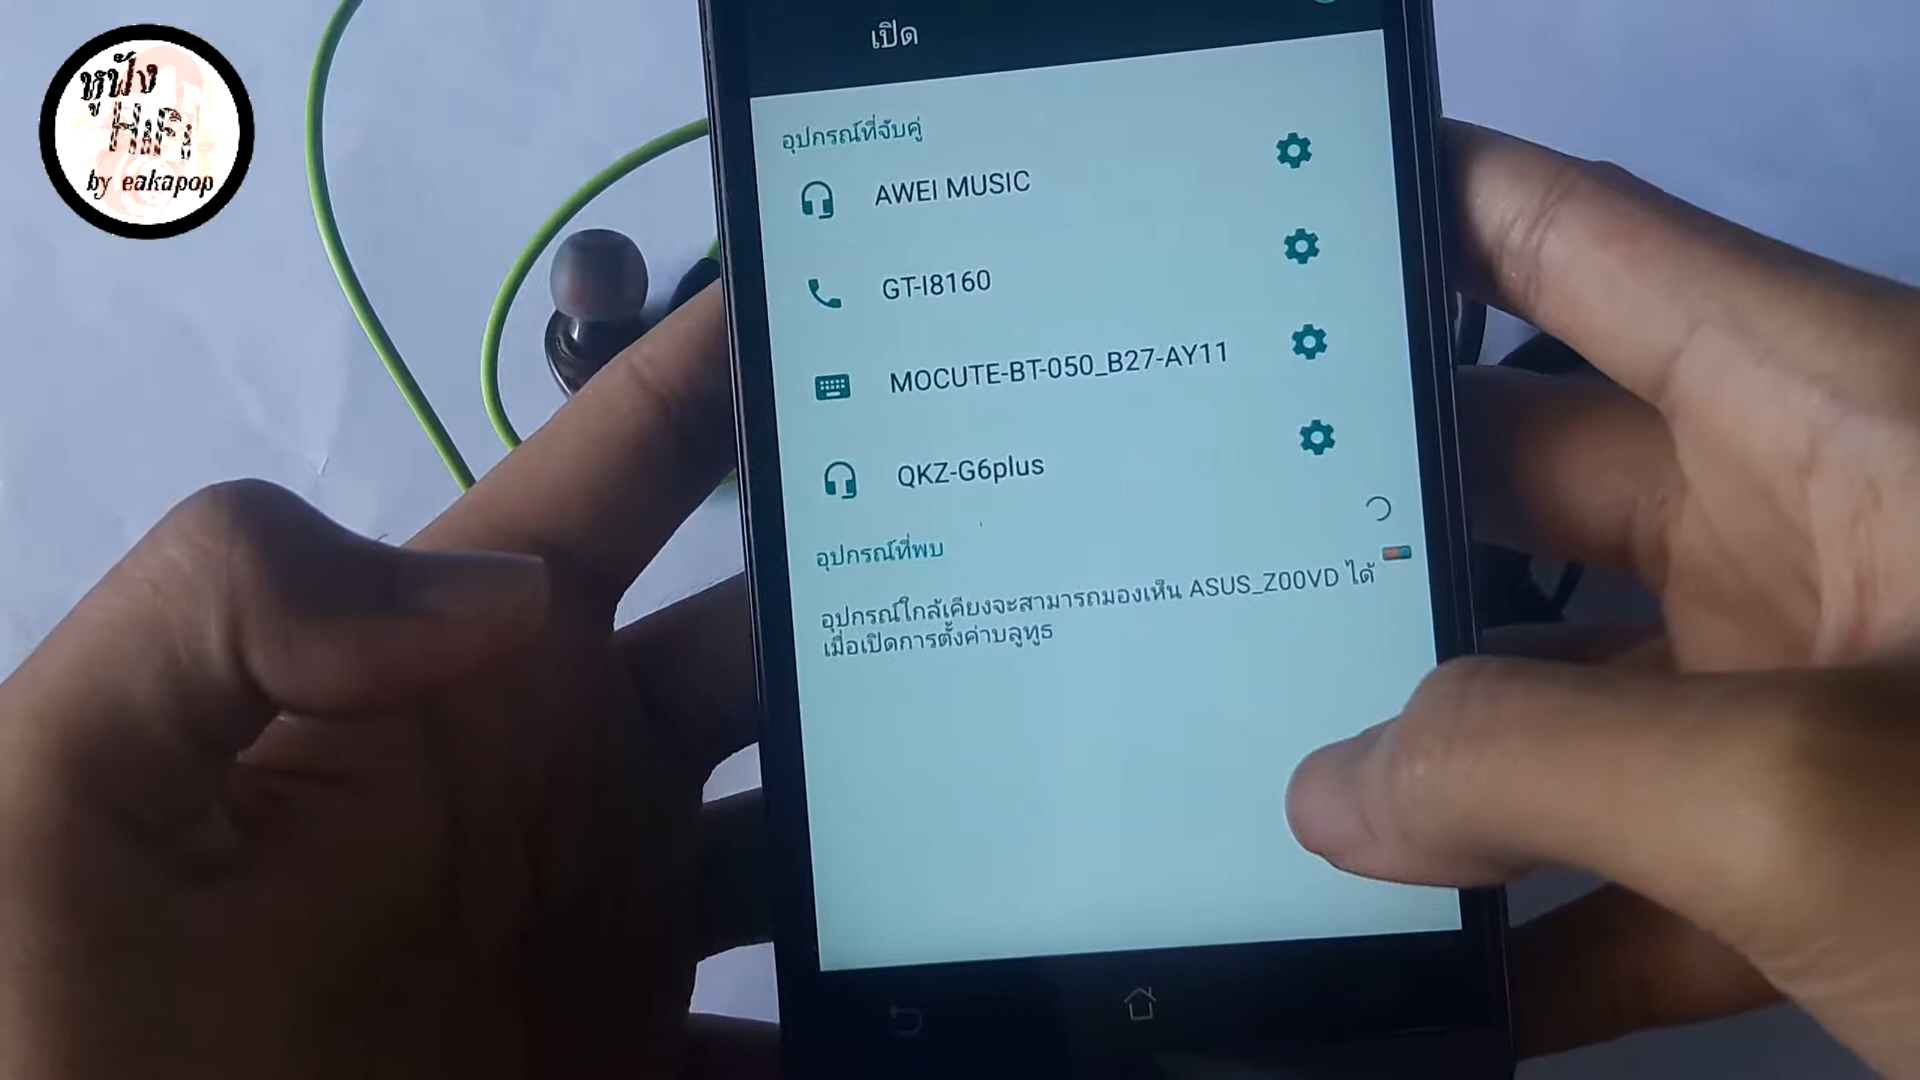 หูฟัง
HiFi
by eakapop
เปิด
อุปกรณ์ที่จับคู่
AWEI MUSIC
GT-I8160
MOCUTE-BT-050_B27-AY11
QKZ-G6plus
อุปกรณ์ที่พบ
อุปกรณ์ใกล้เคียงจะสามารถมองเห็น ASUS_Z00VD ได้
เมื่อเปิดการตั้งค่าบลูทูธ